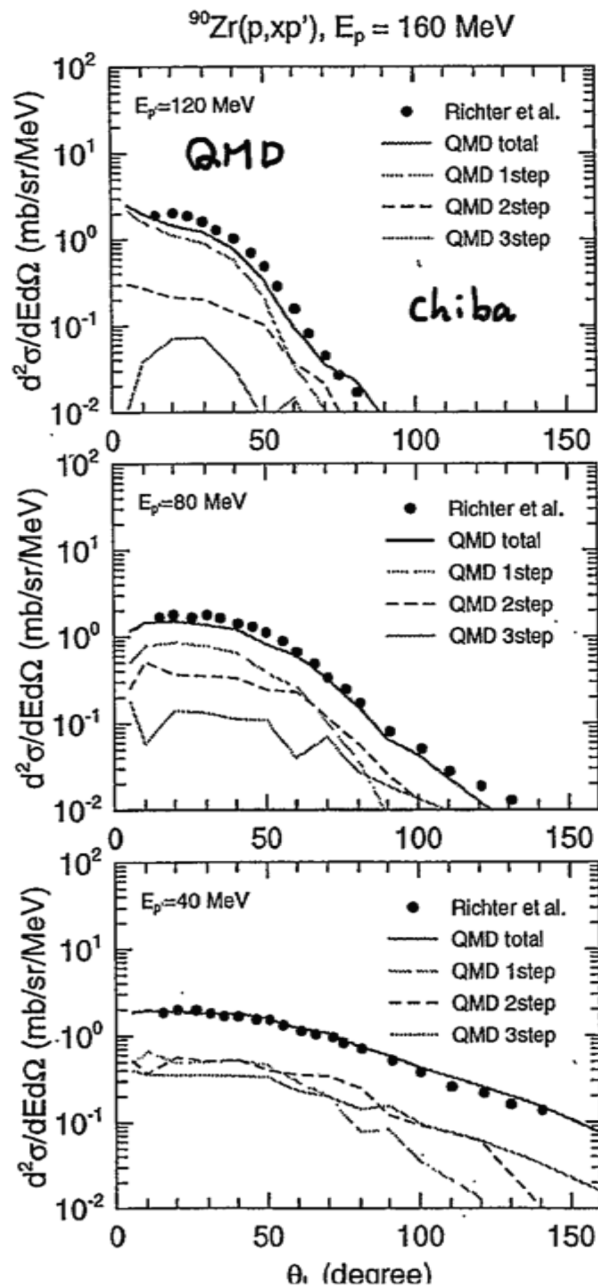 ⁹⁰Zr(p,xp'), Eₚ = 160 MeV
10²
Eₚ'=120 MeV
QMD
Richter et al.
QMD total
QMD 1step
QMD 2step
QMD 3step
chiba
10¹
10⁰
10⁻¹
10⁻²
d²σ/dEdΩ (mb/sr/MeV)
0 50 100 150
10²
Eₚ'=80 MeV
Richter et al.
QMD total
QMD 1step
QMD 2step
QMD 3step
10¹
10⁰
10⁻¹
10⁻²
d²σ/dEdΩ (mb/sr/MeV)
0 50 100 150
10²
Eₚ'=40 MeV
Richter et al.
QMD total
QMD 1step
QMD 2step
QMD 3step
10¹
10⁰
10⁻¹
10⁻²
d²σ/dEdΩ (mb/sr/MeV)
0 50 100 150
(degree)